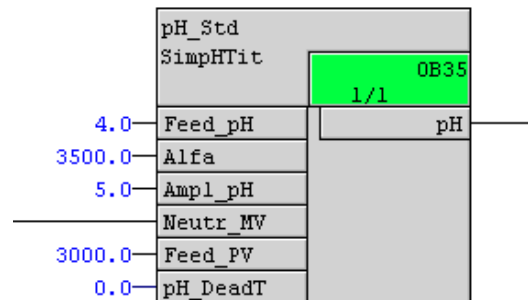 pH_Std
SimpHTit
OB35
1/1
4.0 Feed_pH pH
3500.0 Alfa
5.0 Ampl_pH
Neutr_MV
3000.0 Feed_PV
0.0 pH_DeadT